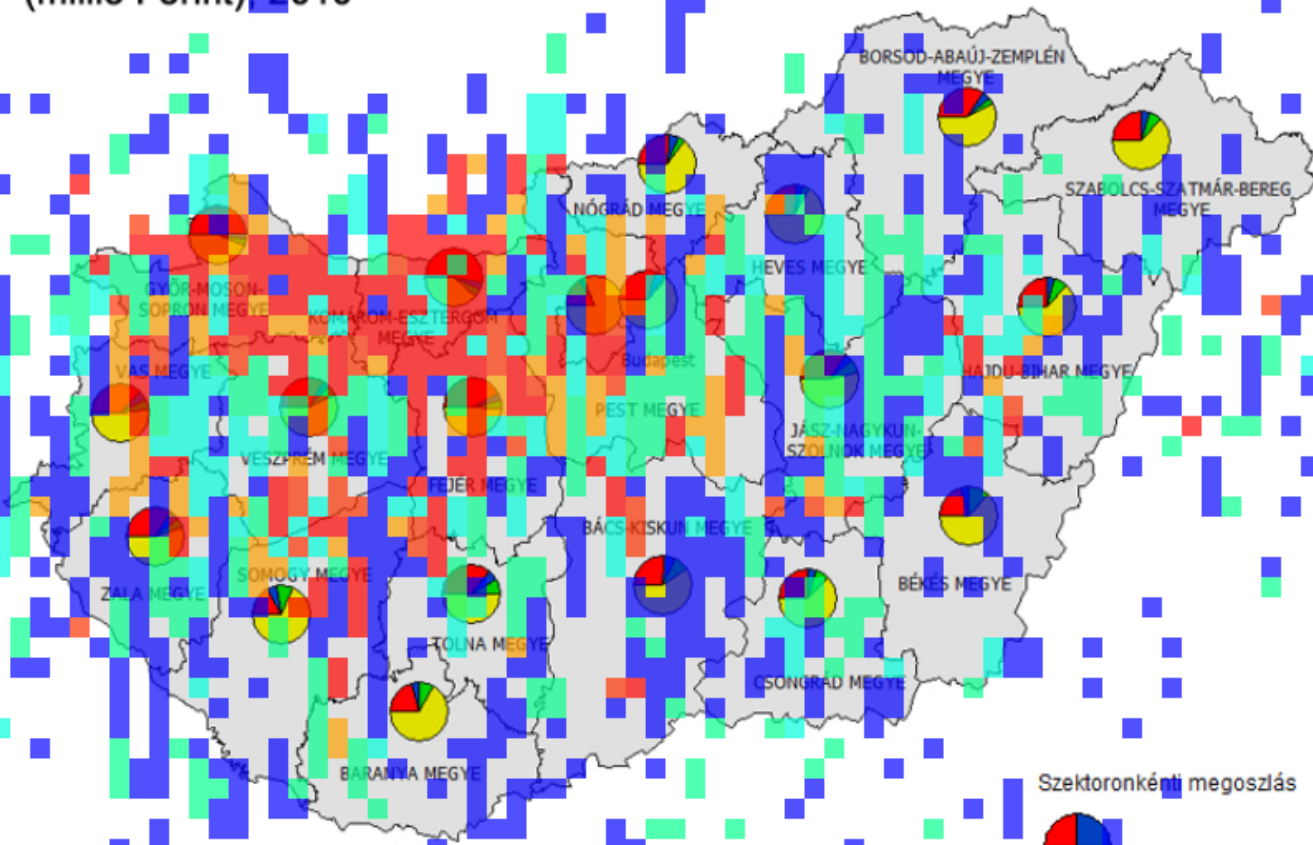 BORSOD-ABAÚJ-ZEMPLÉN
MEGYE
SZABOLCS-SZATMÁR-BEREG
MEGYE
NÓGRÁD MEGYE
HEVES MEGYE
GYŐR-MOSON-
SOPRON MEGYE
KOMÁROM-ESZTERGOM
MEGYE
Budapest
VAS MEGYE
HAJDU-BIHAR MEGYE
PEST MEGYE
JÁSZ-NAGYKUN-
SZOLNOK MEGYE
VESZPRÉM MEGYE
FEJÉR MEGYE
BÁCS-KISKUN MEGYE
SOMOGY MEGYE
BÉKÉS MEGYE
ZALA MEGYE
TOLNA MEGYE
CSONGRÁD MEGYE
BARANYA MEGYE
Szektoronkénti megoszlás